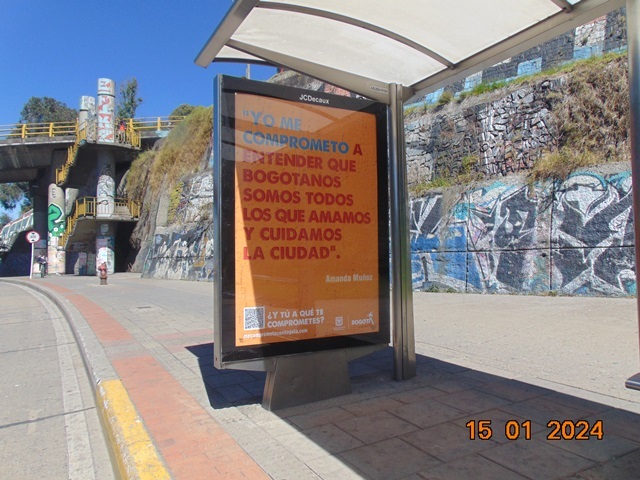 JCDecaux
"YO ME
COMPROMETO A
ENTENDER QUE
BOGOTANOS
SOMOS TODOS
LOS QUE AMAMOS
Y CUIDAMOS
LA CIUDAD".
Amanda Muñoz
¿Y TÚ A QUÉ TE
COMPROMETES?
BOGOTÁ
15 01 2024